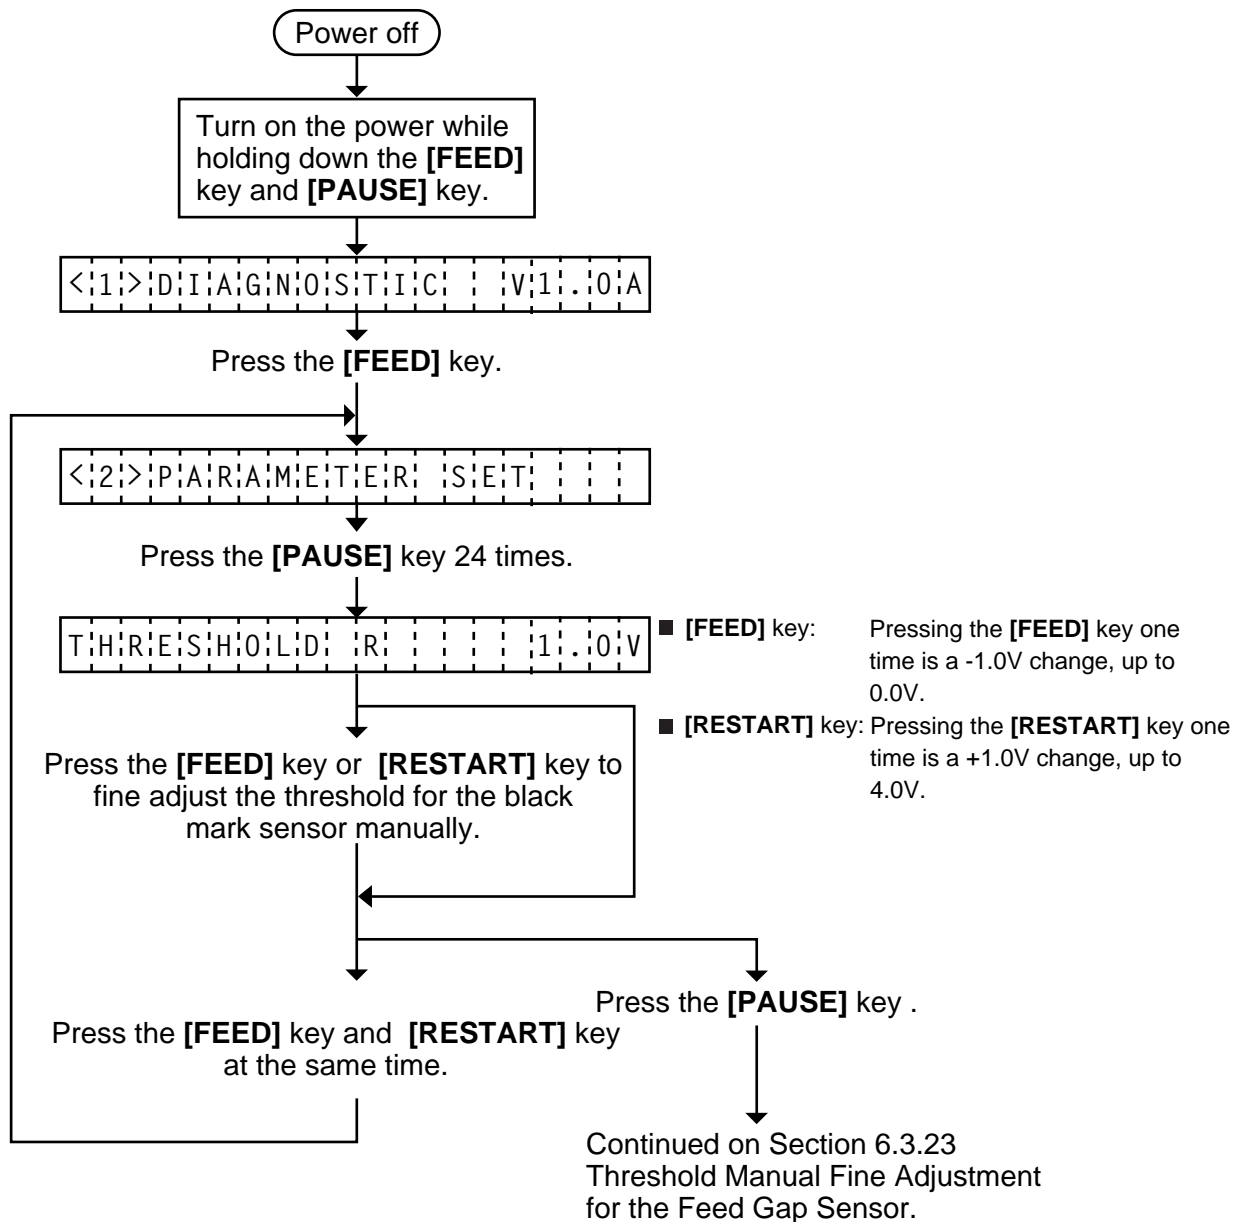 Power off
Turn on the power while
holding down the [FEED]
key and [PAUSE] key.
<1>DIAGNOSTIC  V1.0A
Press the [FEED] key.
<2>PARAMETER SET
Press the [PAUSE] key 24 times.
THRESHOLD R     1.0V
■ [FEED] key: Pressing the [FEED] key one
time is a -1.0V change, up to
0.0V.
■ [RESTART] key: Pressing the [RESTART] key one
time is a +1.0V change, up to
4.0V.
Press the [FEED] key or [RESTART] key to
fine adjust the threshold for the black
mark sensor manually.
Press the [FEED] key and [RESTART] key
at the same time.
Press the [PAUSE] key .
Continued on Section 6.3.23
Threshold Manual Fine Adjustment
for the Feed Gap Sensor.